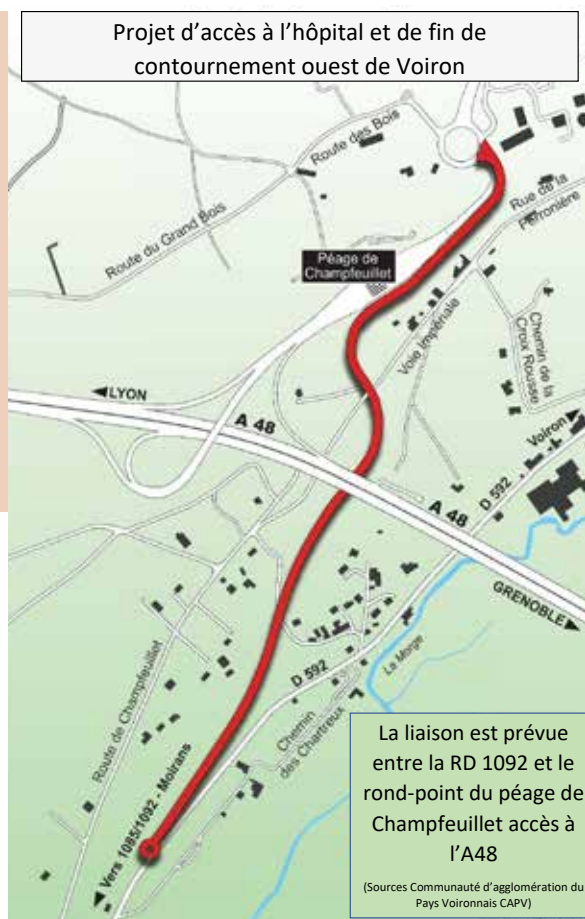 Projet d’accès à l’hôpital et de fin de
contournement ouest de Voiron
Route des Bois
Rue de la
Ferronière
Route du Grand Bois
Péage de
Champfeuillet
Voie Impériale
Chemin de la
Croix Rousse
LYON
A 48
Voiron
D 592
A 48
GRENOBLE
La Morge
Route de Champfeuillet
D 592
Chemin
des Chartreux
Vers 1085/1092 - Moirans
La liaison est prévue
entre la RD 1092 et le
rond-point du péage de
Champfeuillet accès à
l’A48
(Sources Communauté d’agglomération du
Pays Voironnais CAPV)